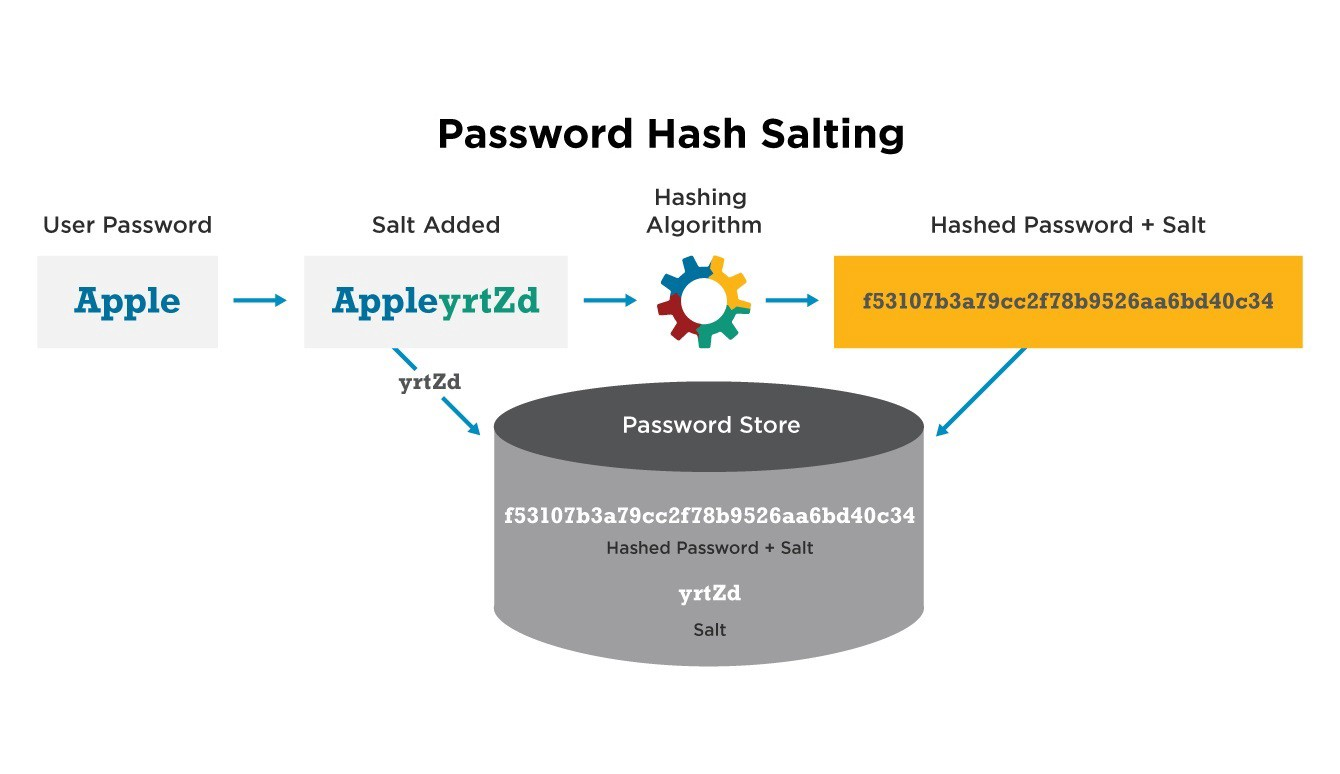 Password Hash Salting
User Password
Salt Added
Hashing
Algorithm
Hashed Password + Salt
Apple
AppleyrtZd
f53107b3a79cc2f78b9526aa6bd40c34
yrtZd
Password Store
f53107b3a79cc2f78b9526aa6bd40c34
Hashed Password + Salt
yrtZd
Salt